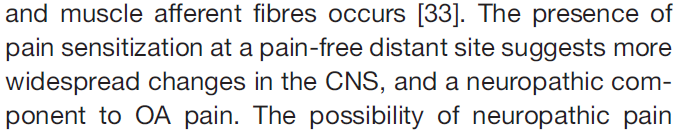 and muscle afferent fibres occurs [33]. The presence of
pain sensitization at a pain-free distant site suggests more
widespread changes in the CNS, and a neuropathic com-
ponent to OA pain. The possibility of neuropathic pain